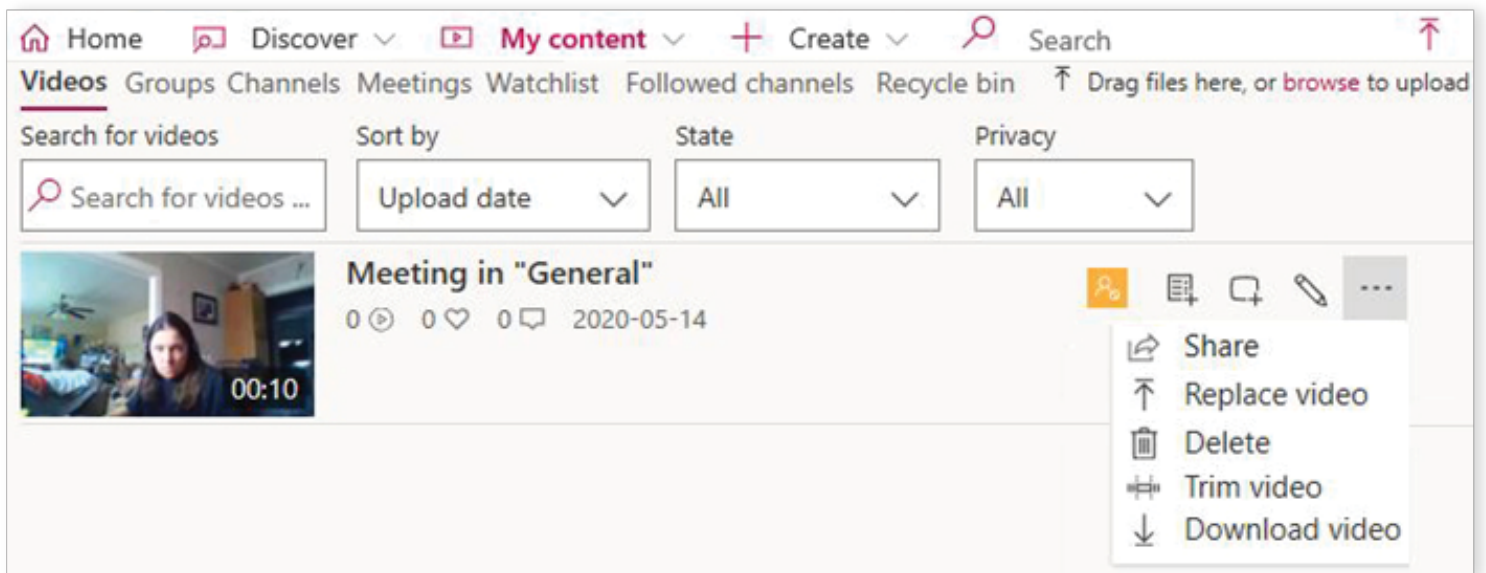 Home Discover My content Create Search
Videos Groups Channels Meetings Watchlist Followed channels Recycle bin Drag files here, or browse to upload
Search for videos Sort by State Privacy
Search for videos ... Upload date All All
Meeting in "General"
0 0 0 2020-05-14
00:10
Share
Replace video
Delete
Trim video
Download video